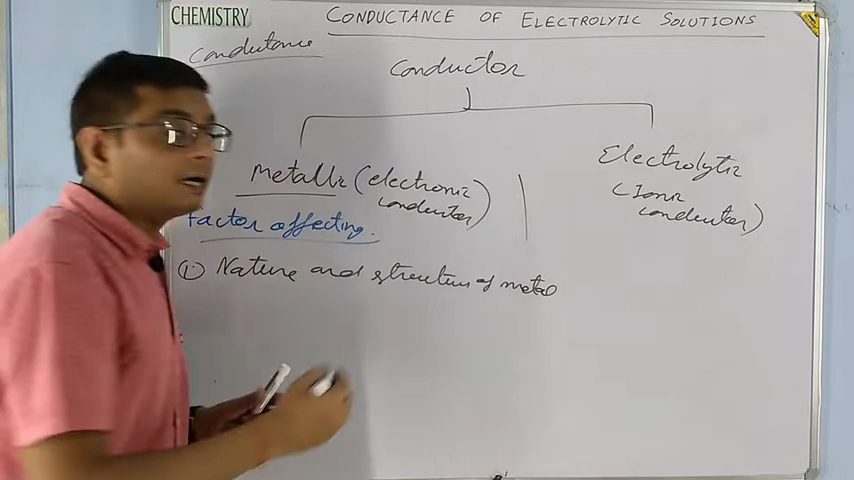 CHEMISTRY
CONDUCTANCE OF ELECTROLYTIC SOLUTIONS
Conductance
Conductor
Metallic (electronic conductor)
Electrolytic
(Ionic conductor)
Factor affecting.
① Nature and structure of metal